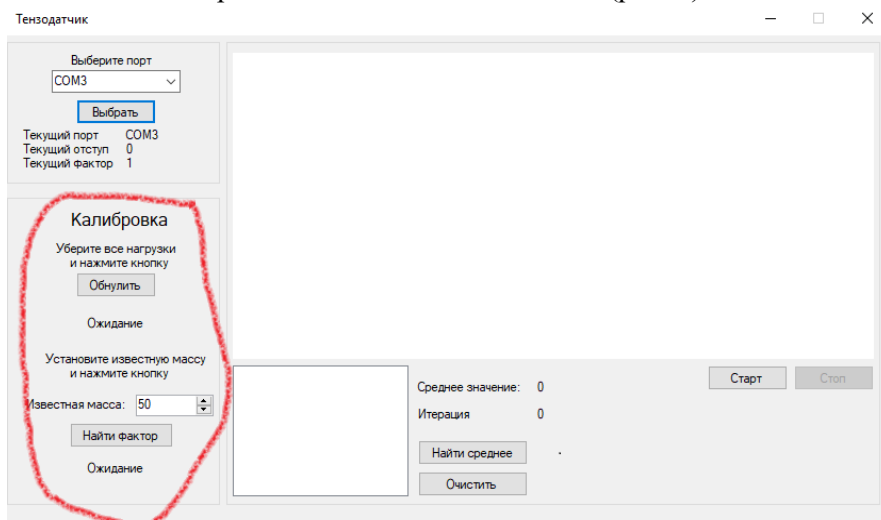 Тензодатчик
Выберите порт
COM3
Выбрать
Текущий порт COM3
Текущий отступ 0
Текущий фактор 1
Калибровка
Уберите все нагрузки
и нажмите кнопку
Обнулить
Ожидание
Установите известную массу
и нажмите кнопку
Известная масса: 50
Найти фактор
Ожидание
Среднее значение: 0
Итерация 0
Найти среднее .
Очистить
Старт Стоп